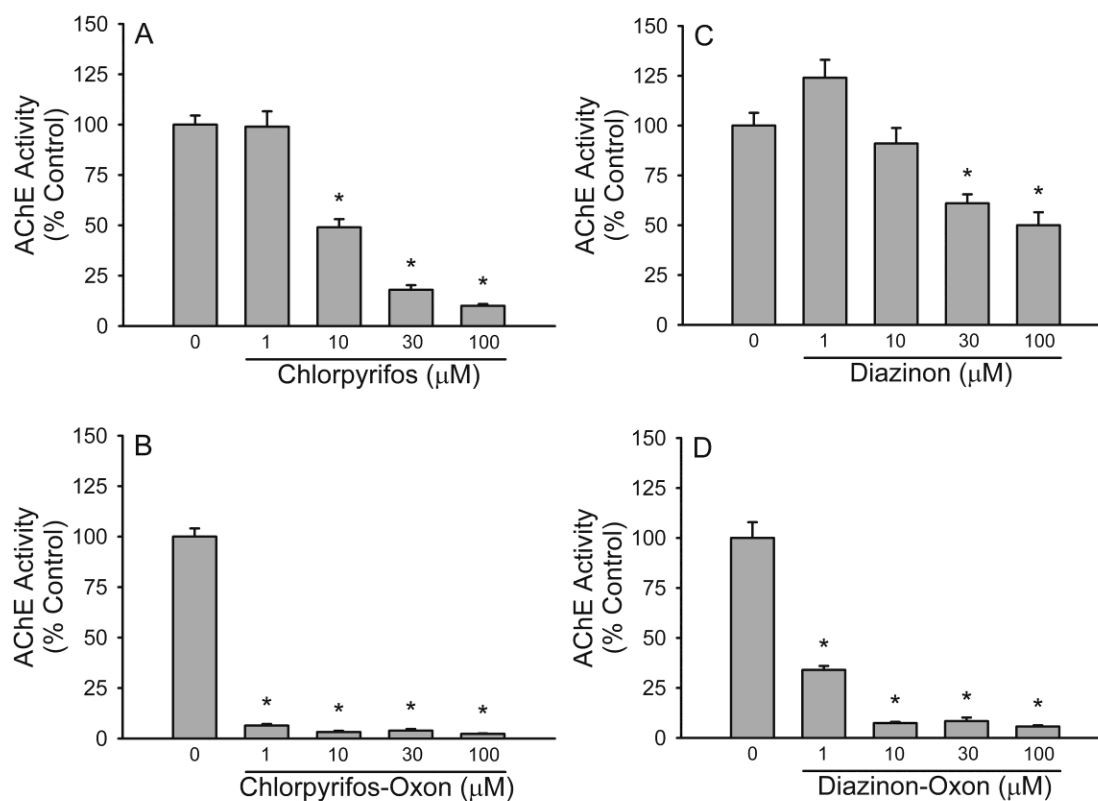 A
AChE Activity
(% Control)
150
125
100
75
50
25
0
0 1 10 30 100
* * *
Chlorpyrifos (μM)
C
AChE Activity
(% Control)
150
125
100
75
50
25
0
0 1 10 30 100
* *
Diazinon (μM)
B
AChE Activity
(% Control)
150
125
100
75
50
25
0
0 1 10 30 100
* * * *
Chlorpyrifos-Oxon (μM)
D
AChE Activity
(% Control)
150
125
100
75
50
25
0
0 1 10 30 100
* * * *
Diazinon-Oxon (μM)